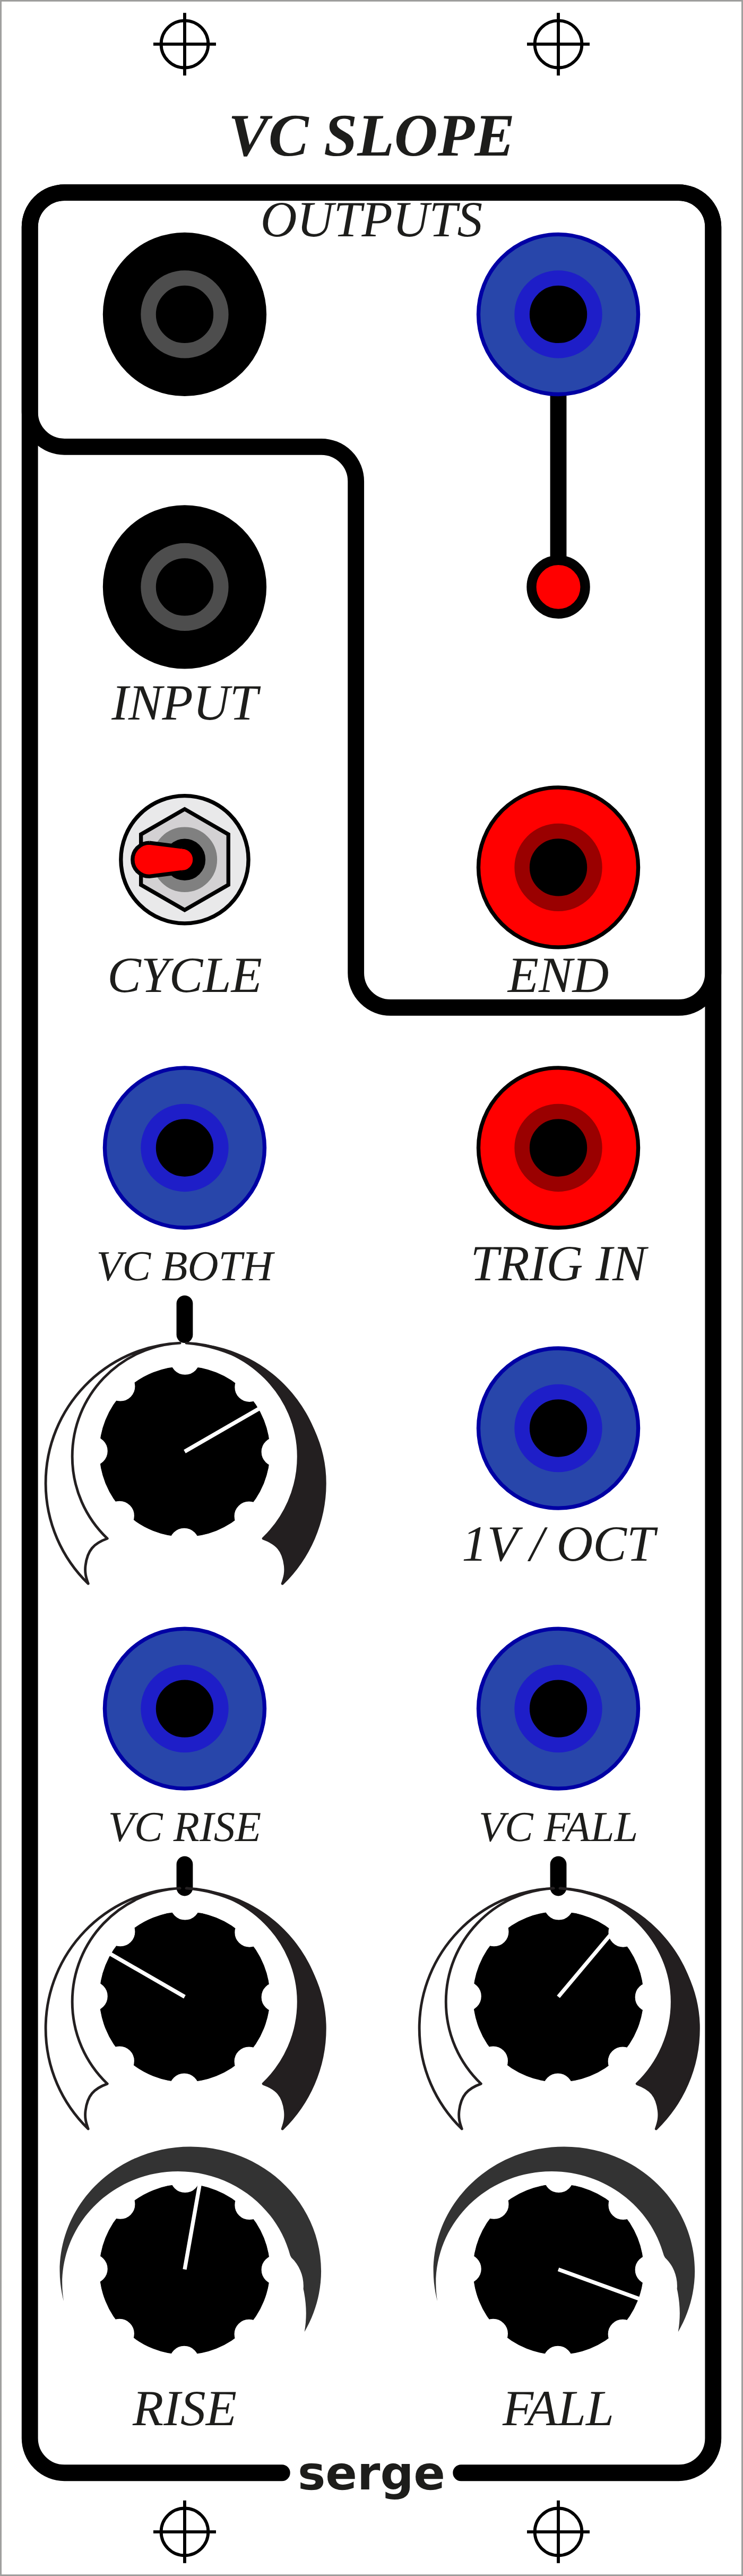 VC SLOPE
OUTPUTS
INPUT
CYCLE
END
VC BOTH
TRIG IN
1V / OCT
VC RISE
VC FALL
RISE
FALL
serge